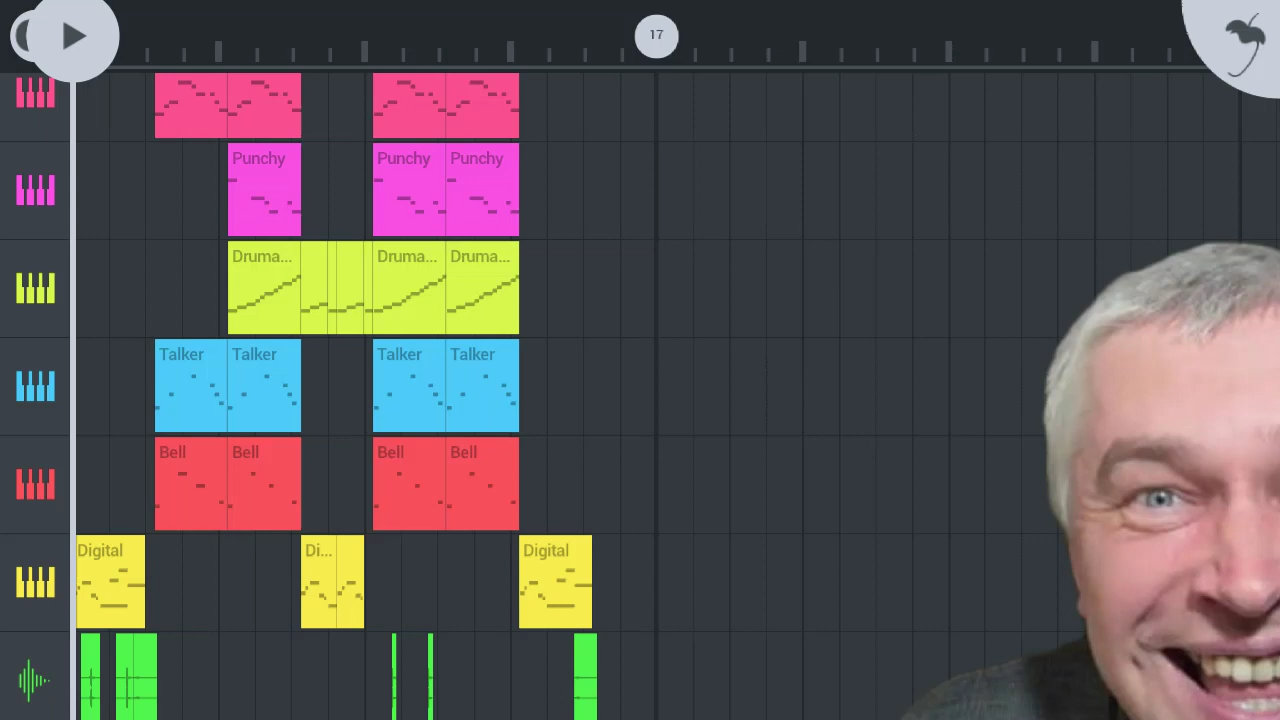 17
Punchy
Punchy Punchy
Druma... Druma... Druma...
Talker Talker Talker Talker
Bell Bell Bell Bell
Digital Di... Digital